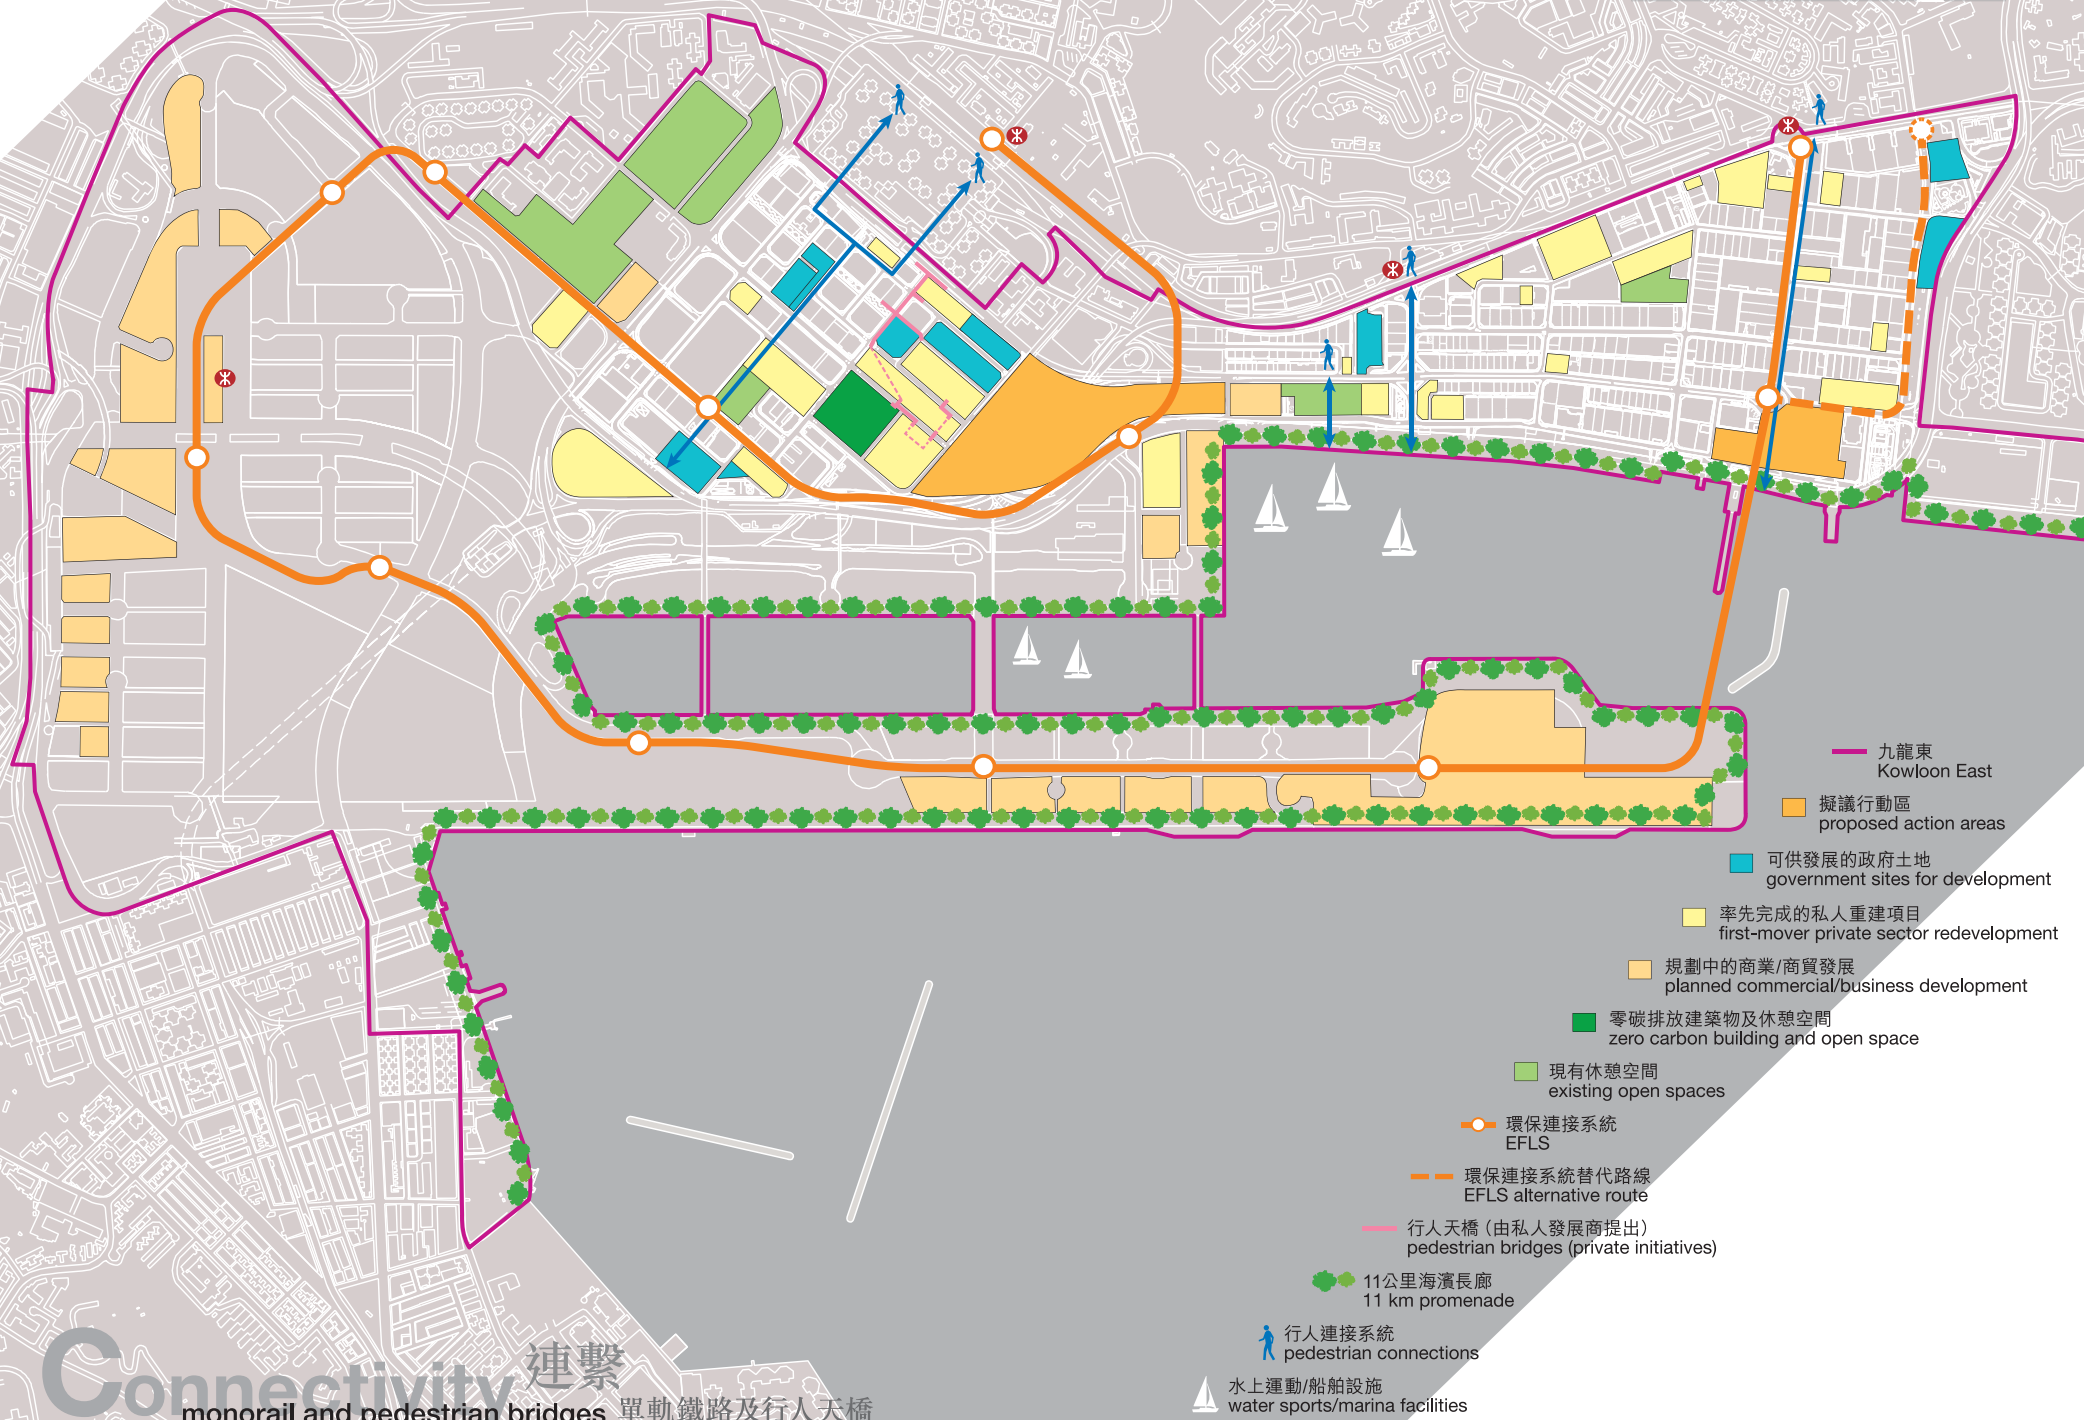 九龍東
Kowloon East
擬議行動區
proposed action areas
可供發展的政府土地
government sites for development
率先完成的私人重建項目
first-mover private sector redevelopment
規劃中的商業/商貿發展
planned commercial/business development
零碳排放建築物及休憩空間
zero carbon building and open space
現有休憩空間
existing open spaces
環保連接系統
EFLS
環保連接系統替代路線
EFLS alternative route
行人天橋（由私人發展商提出）
pedestrian bridges (private initiatives)
11公里海濱長廊
11 km promenade
行人連接系統
pedestrian connections
水上運動/船舶設施
water sports/marina facilities
Connectivity 連繫
monorail and pedestrian bridges 單軌鐵路及行人天橋